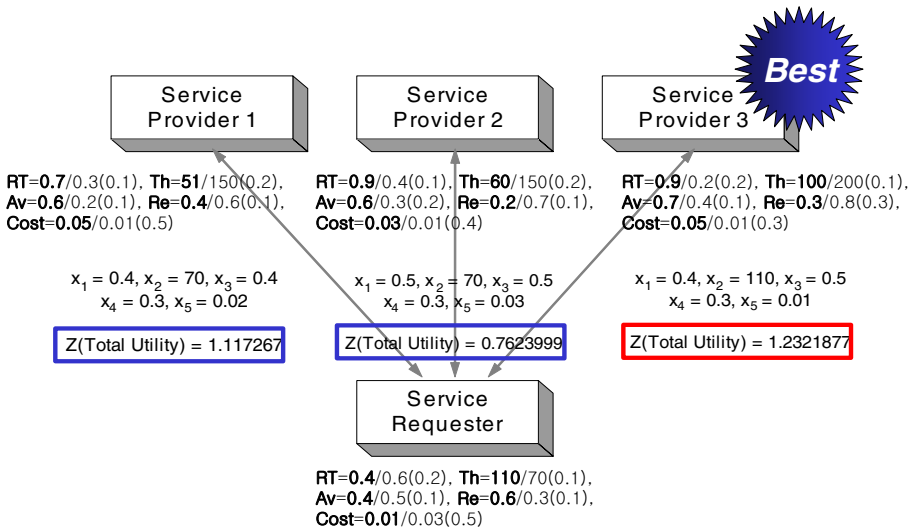 Best
Service
Provider 1
Service
Provider 2
Service
Provider 3
RT=0.7/0.3(0.1), Th=51/150(0.2),
Av=0.6/0.2(0.1), Re=0.4/0.6(0.1),
Cost=0.05/0.01(0.5)
RT=0.9/0.4(0.1), Th=60/150(0.2),
Av=0.6/0.3(0.2), Re=0.2/0.7(0.1),
Cost=0.03/0.01(0.4)
RT=0.9/0.2(0.2), Th=100/200(0.1),
Av=0.7/0.4(0.1), Re=0.3/0.8(0.3),
Cost=0.05/0.01(0.3)
x₁ = 0.4, x₂ = 70, x₃ = 0.4
x₄ = 0.3, x₅ = 0.02
x₁ = 0.5, x₂ = 70, x₃ = 0.5
x₄ = 0.3, x₅ = 0.03
x₁ = 0.4, x₂ = 110, x₃ = 0.5
x₄ = 0.3, x₅ = 0.01
Z(Total Utility) = 1.117267
Z(Total Utility) = 0.7623999
Z(Total Utility) = 1.2321877
Service
Requester
RT=0.4/0.6(0.2), Th=110/70(0.1),
Av=0.4/0.5(0.1), Re=0.6/0.3(0.1),
Cost=0.01/0.03(0.5)